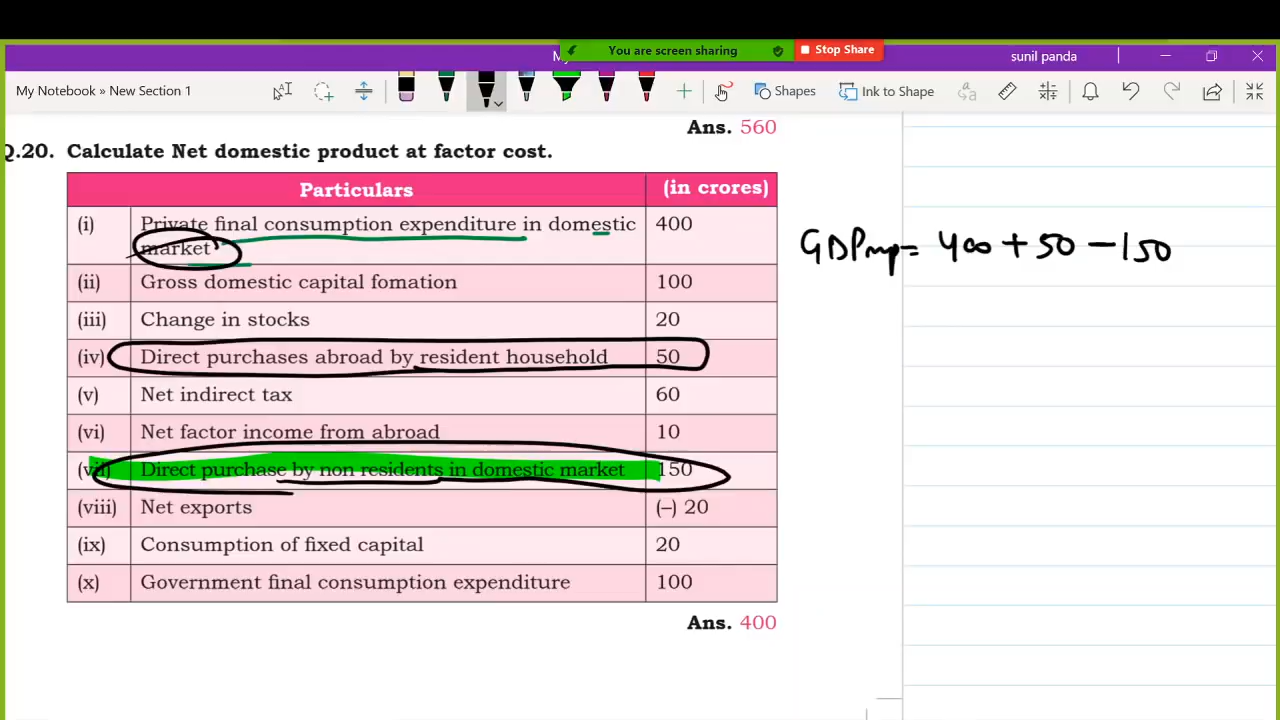 You are screen sharing
Stop Share
sunil panda
My Notebook » New Section 1
Shapes
Ink to Shape
Ans. 560
Q.20. Calculate Net domestic product at factor cost.
Particulars (in crores)
(i) Private final consumption expenditure in domestic 400
market
(ii) Gross domestic capital fomation 100
(iii) Change in stocks 20
(iv) Direct purchases abroad by resident household 50
(v) Net indirect tax 60
(vi) Net factor income from abroad 10
(vii) Direct purchase by non residents in domestic market 150
(viii) Net exports (–) 20
(ix) Consumption of fixed capital 20
(x) Government final consumption expenditure 100
Ans. 400
GDPmp = 400 + 50 - 150